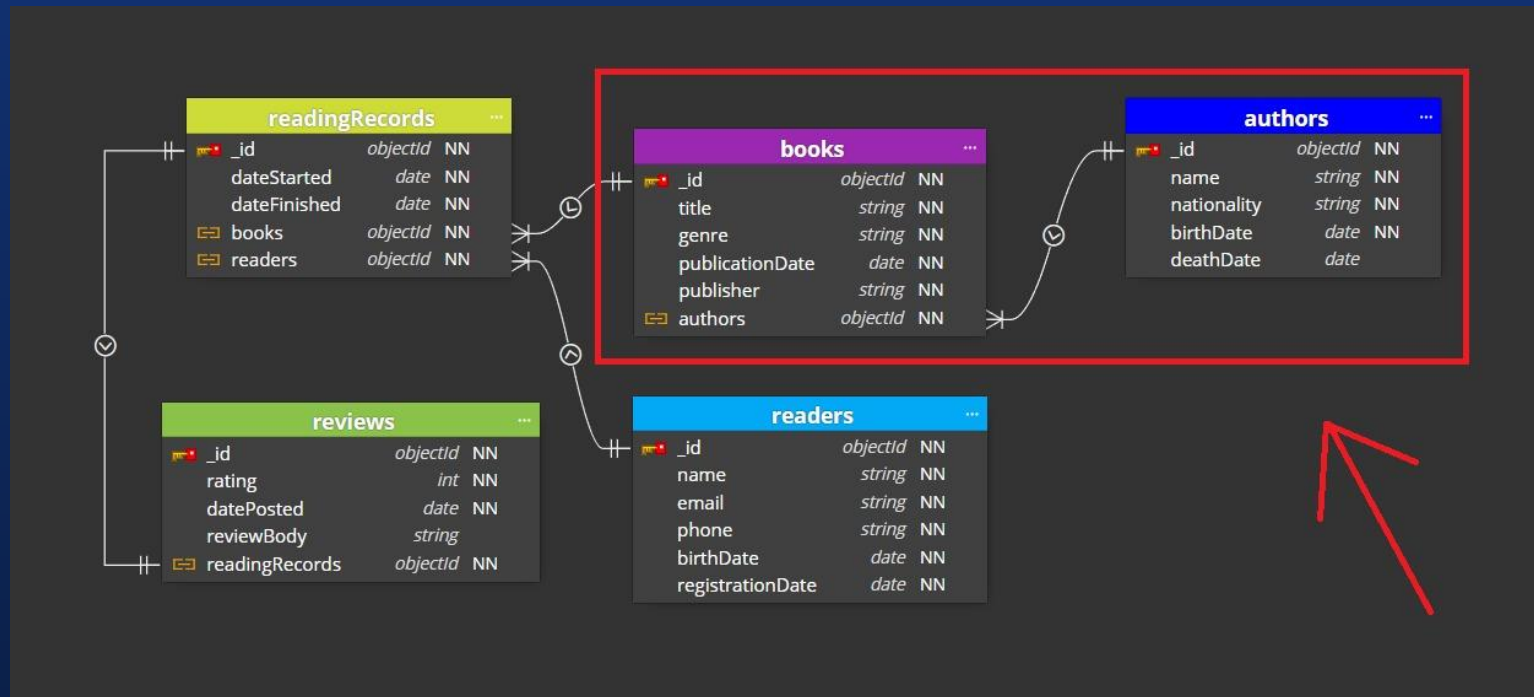 readingRecords ...
_id objectId NN
dateStarted date NN
dateFinished date NN
books objectId NN
readers objectId NN
books ...
_id objectId NN
title string NN
genre string NN
publicationDate date NN
publisher string NN
authors objectId NN
authors ...
_id objectId NN
name string NN
nationality string NN
birthDate date NN
deathDate date
reviews ...
_id objectId NN
rating int NN
datePosted date NN
reviewBody string
readingRecords objectId NN
readers ...
_id objectId NN
name string NN
email string NN
phone string NN
birthDate date NN
registrationDate date NN